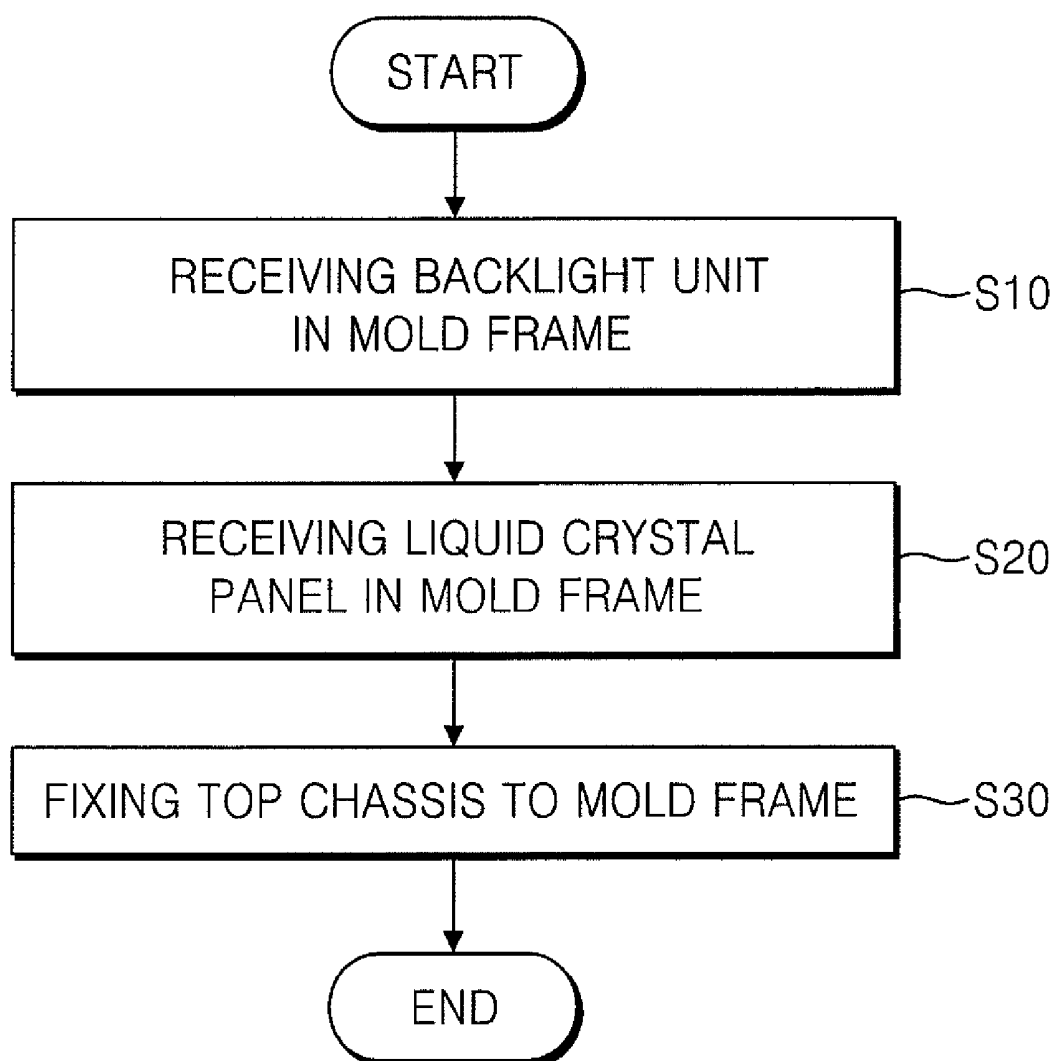 START
RECEIVING BACKLIGHT UNIT
IN MOLD FRAME
S10
RECEIVING LIQUID CRYSTAL
PANEL IN MOLD FRAME
S20
FIXING TOP CHASSIS TO MOLD FRAME
S30
END